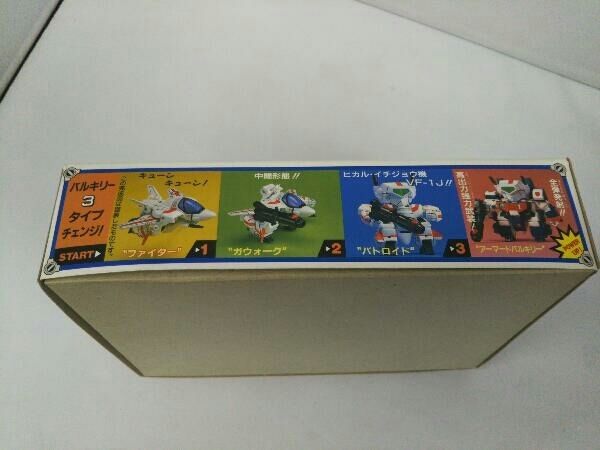 バルキリー
3
タイプ
チェンジ!
START▶
キューン
キューン!
"ファイター"
▶1
中間形態!!
"ガウォーク"
▶2
ヒカル・イチジョウ機
VF-1J!!
"バトロイド"
▶3
高出力強力武装!
全弾発射!!
"アーマードバルキリー"
POWER
UP!